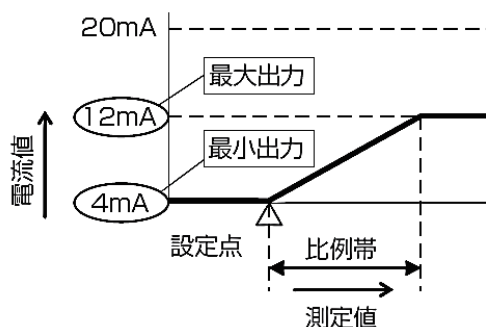 20mA
最大出力
12mA
最小出力
4mA
電流値
設定点
比例帯
測定値